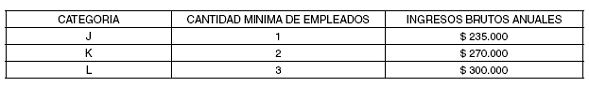 CATEGORIA CANTIDAD MINIMA DE EMPLEADOS INGRESOS BRUTOS ANUALES
J 1 $ 235.000
K 2 $ 270.000
L 3 $ 300.000